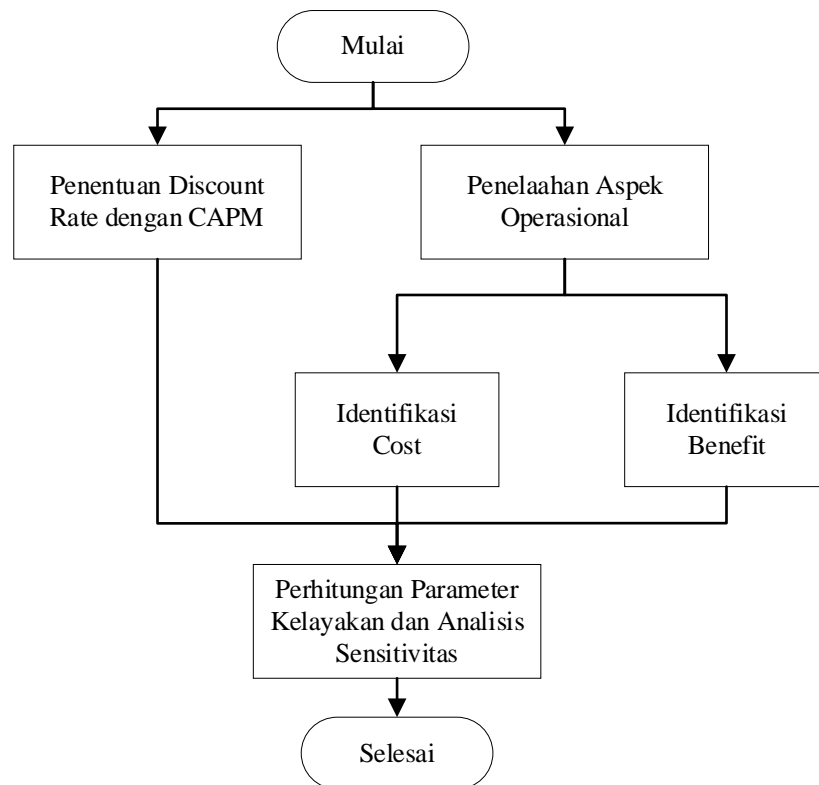 Mulai
Penentuan Discount
Rate dengan CAPM
Penelaahan Aspek
Operasional
Identifikasi
Cost
Identifikasi
Benefit
Perhitungan Parameter
Kelayakan dan Analisis
Sensitivitas
Selesai